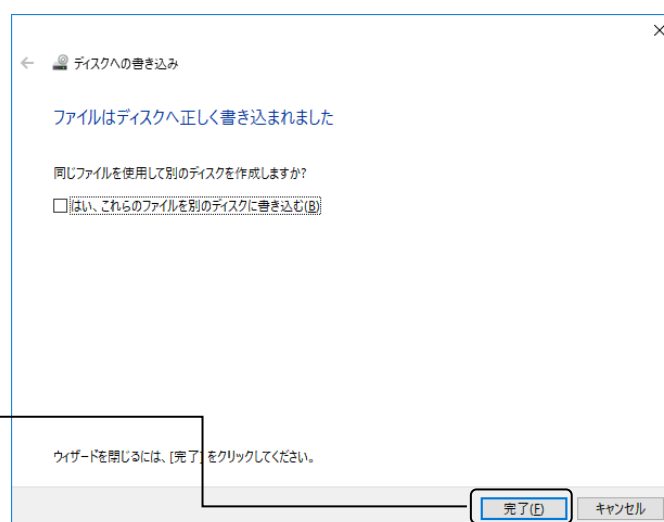 ディスクへの書き込み
ファイルはディスクへ正しく書き込まれました
同じファイルを使用して別のディスクを作成しますか?
はい、これらのファイルを別のディスクに書き込む(B)
ウィザードを閉じるには、[完了] をクリックしてください。
完了(F) キャンセル